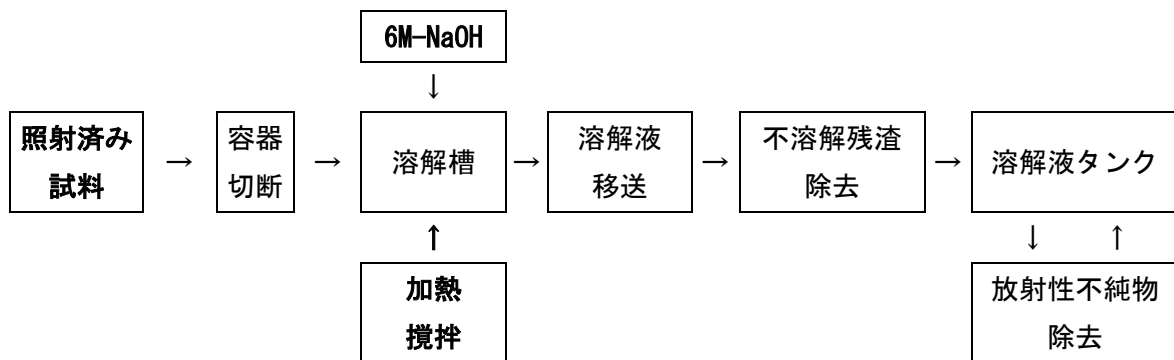 6M-NaOH
↓
照射済み
試料
→
容器
切断
→
溶解槽
→
溶解液
移送
→
不溶解残渣
除去
→
溶解液タンク
↑
↓ ↑
加熱
撹拌
放射性不純物
除去